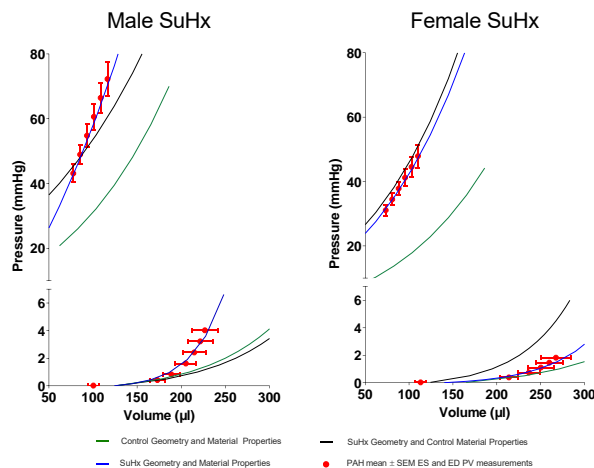 Male SuHx
Female SuHx
80
60
40
20
6
4
2
0
50
100
150
200
250
300
Pressure (mmHg)
Volume (µl)
80
60
40
20
6
4
2
0
50
100
150
200
250
300
Pressure (mmHg)
Volume (µl)
Control Geometry and Material Properties
SuHx Geometry and Control Material Properties
SuHx Geometry and Material Properties
PAH mean ± SEM ES and ED PV measurements